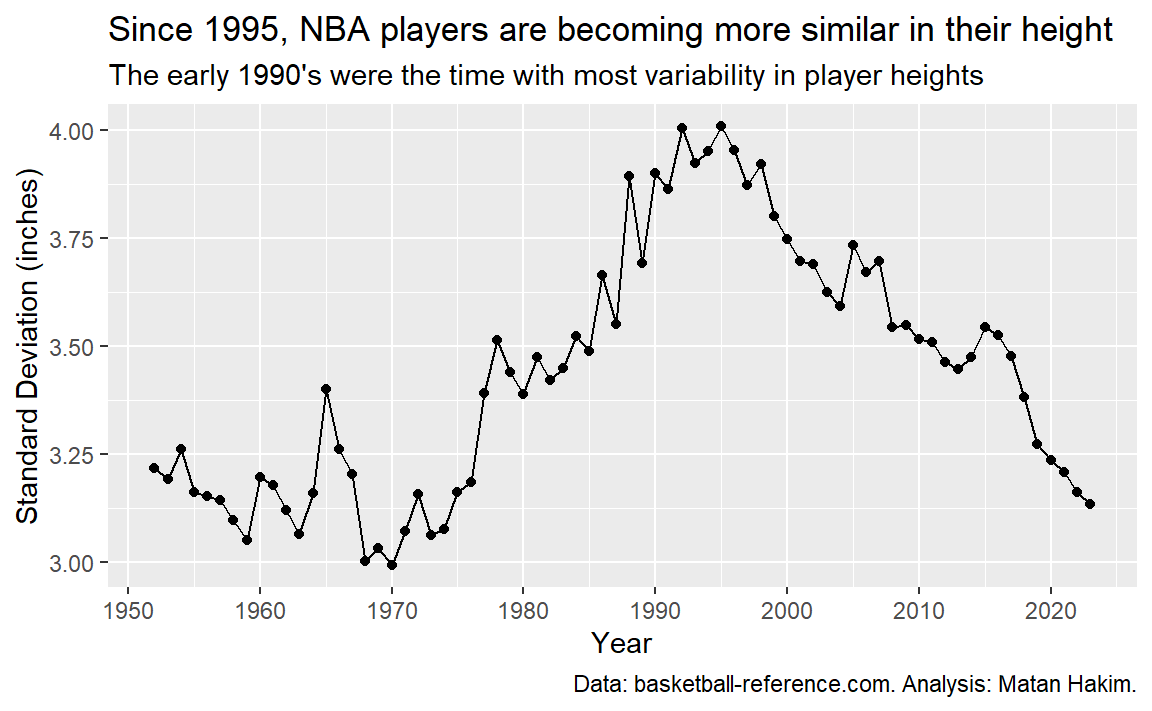 Since 1995, NBA players are becoming more similar in their height
The early 1990's were the time with most variability in player heights
Standard Deviation (inches)
4.00
3.75
3.50
3.25
3.00
1950 1960 1970 1980 1990 2000 2010 2020
Year
Data: basketball-reference.com. Analysis: Matan Hakim.